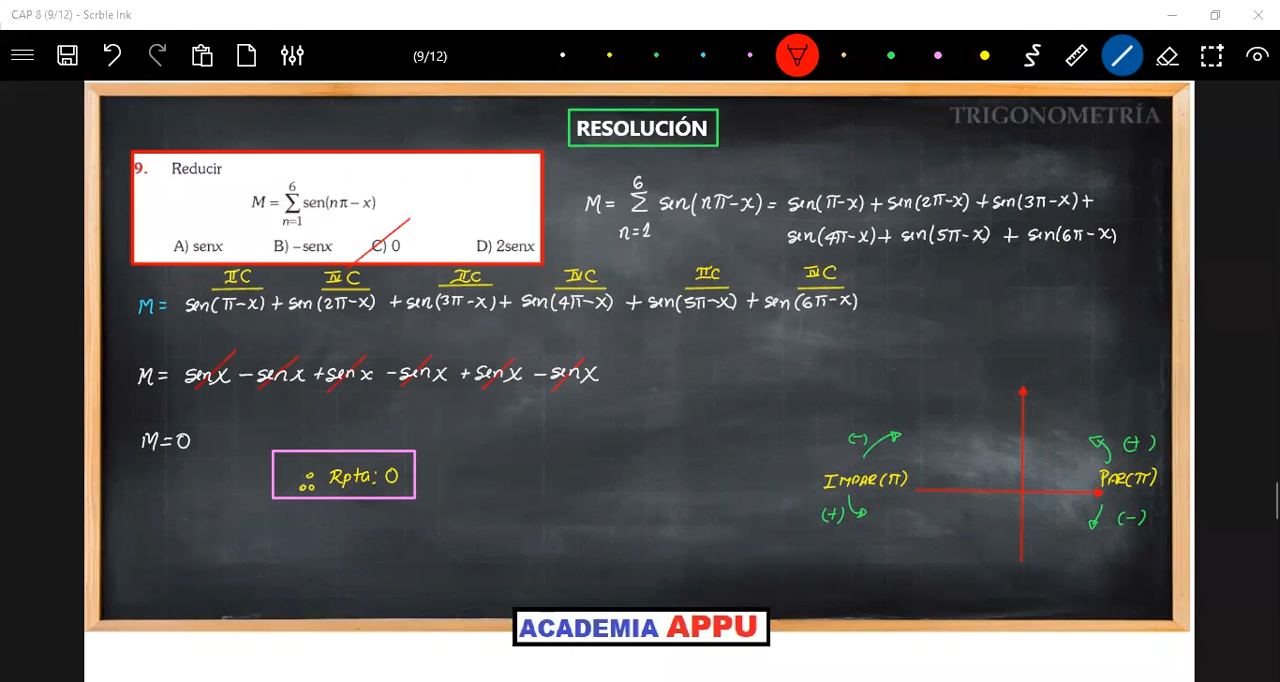 CAP 8 (9/12) - Scrble Ink
(9/12)
TRIGONOMETRÍA
RESOLUCIÓN
9. Reducir
6
M = Σ sen(nπ – x)
n=1
A) senx B) –senx C) 0 D) 2senx
6
M = Σ sen(nπ-x) = sen(π-x) + sen(2π-x) + sen(3π-x) +
n=1
sen(4π-x) + sen(5π-x) + sen(6π-x)
IIC IVC IIC IVC IIC IVC
M = sen(π-x) + sen(2π-x) + sen(3π-x) + sen(4π-x) + sen(5π-x) + sen(6π-x)
M = senx - senx + senx - senx + senx - senx
M = 0
∴ Rpta: 0
(-) (+)
IMPAR(π) PAR(π)
(+) (-)
ACADEMIA APPU